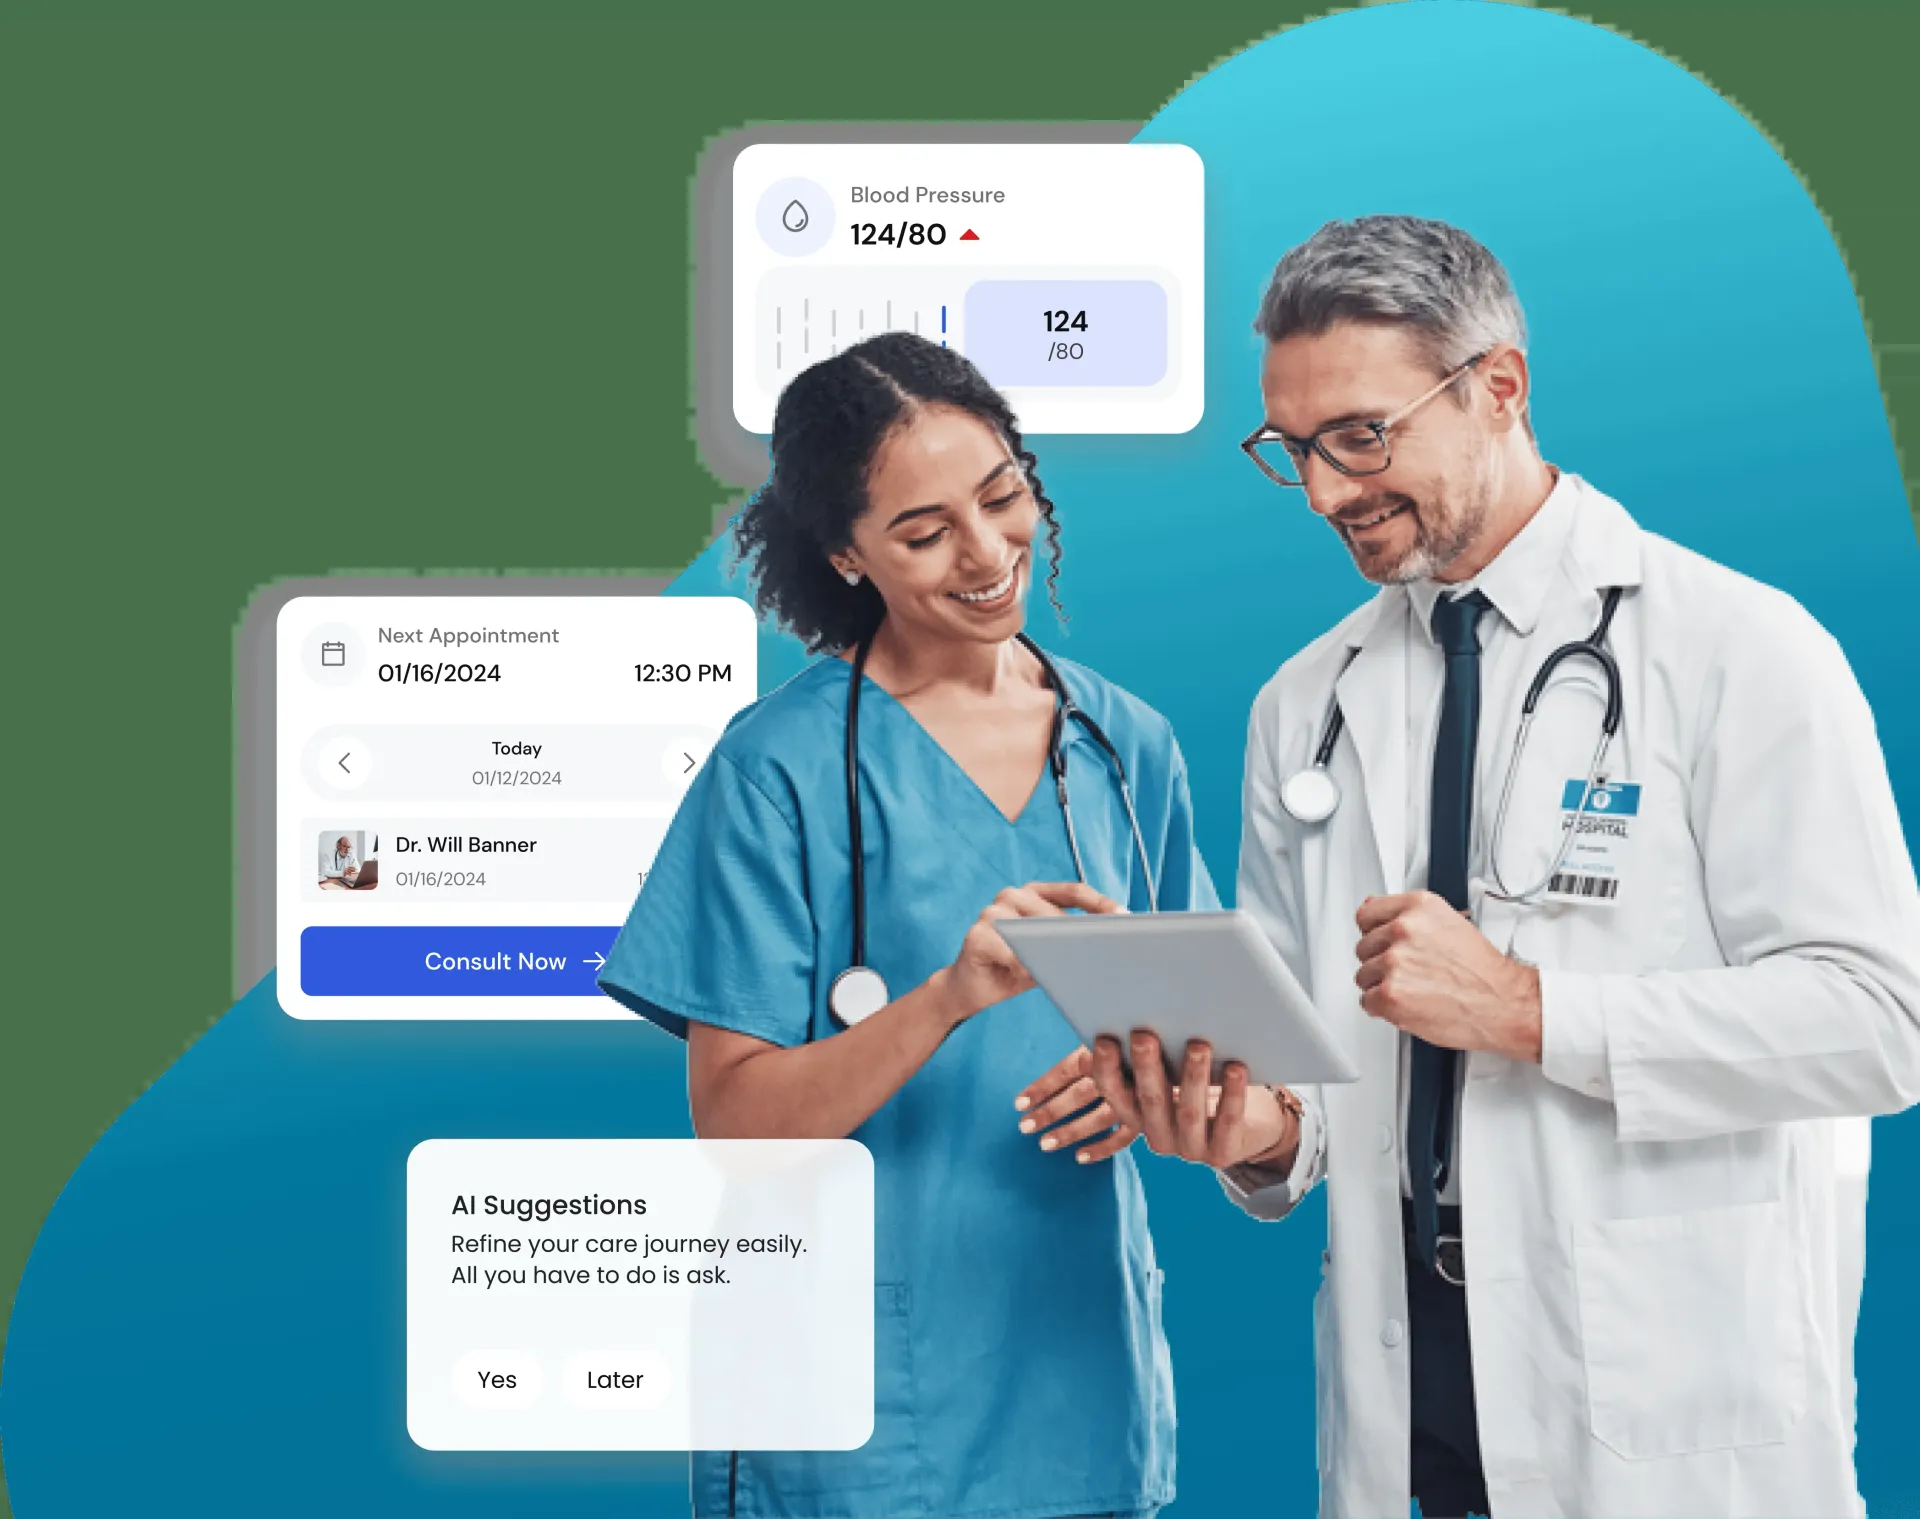 Blood Pressure
124/80
124
/80
Next Appointment
01/16/2024
12:30 PM
Today
01/12/2024
Dr. Will Banner
01/16/2024
Consult Now →
HOSPITAL
AI Suggestions
Refine your care journey easily.
All you have to do is ask.
Yes
Later